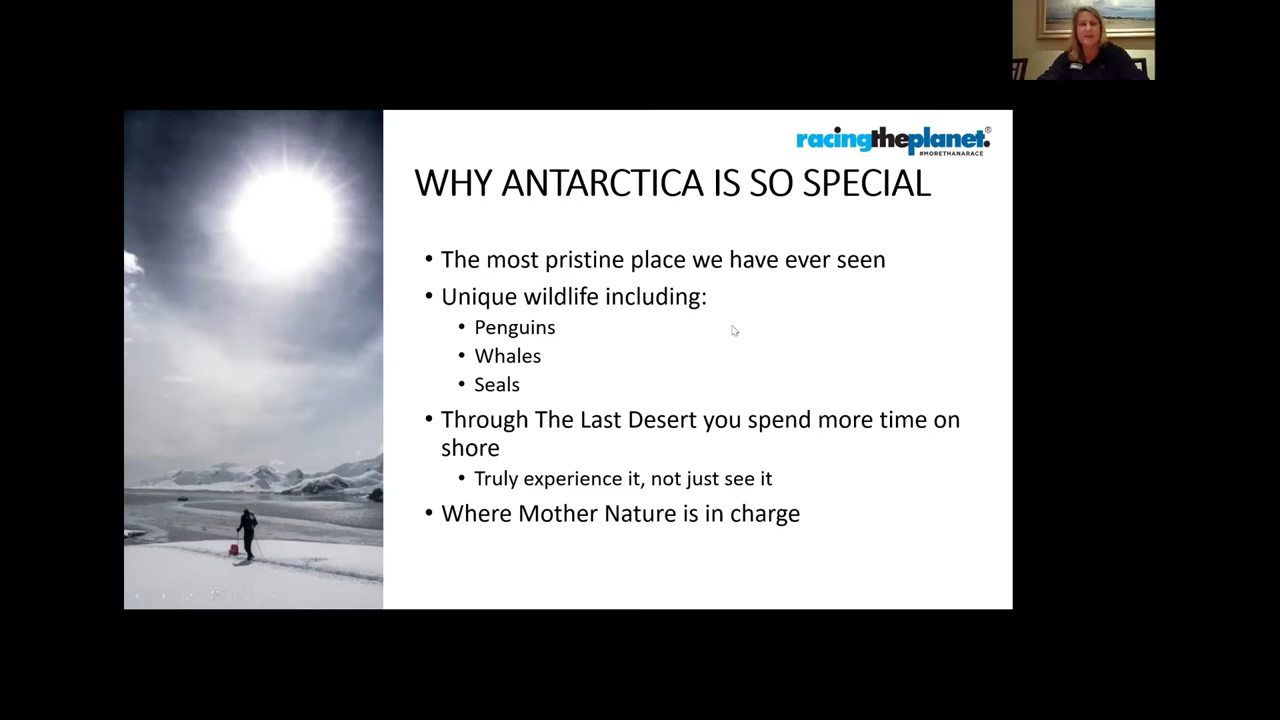 racingtheplanet.®
#MORETHANARACE
WHY ANTARCTICA IS SO SPECIAL
• The most pristine place we have ever seen
• Unique wildlife including:
• Penguins
• Whales
• Seals
• Through The Last Desert you spend more time on
shore
• Truly experience it, not just see it
• Where Mother Nature is in charge